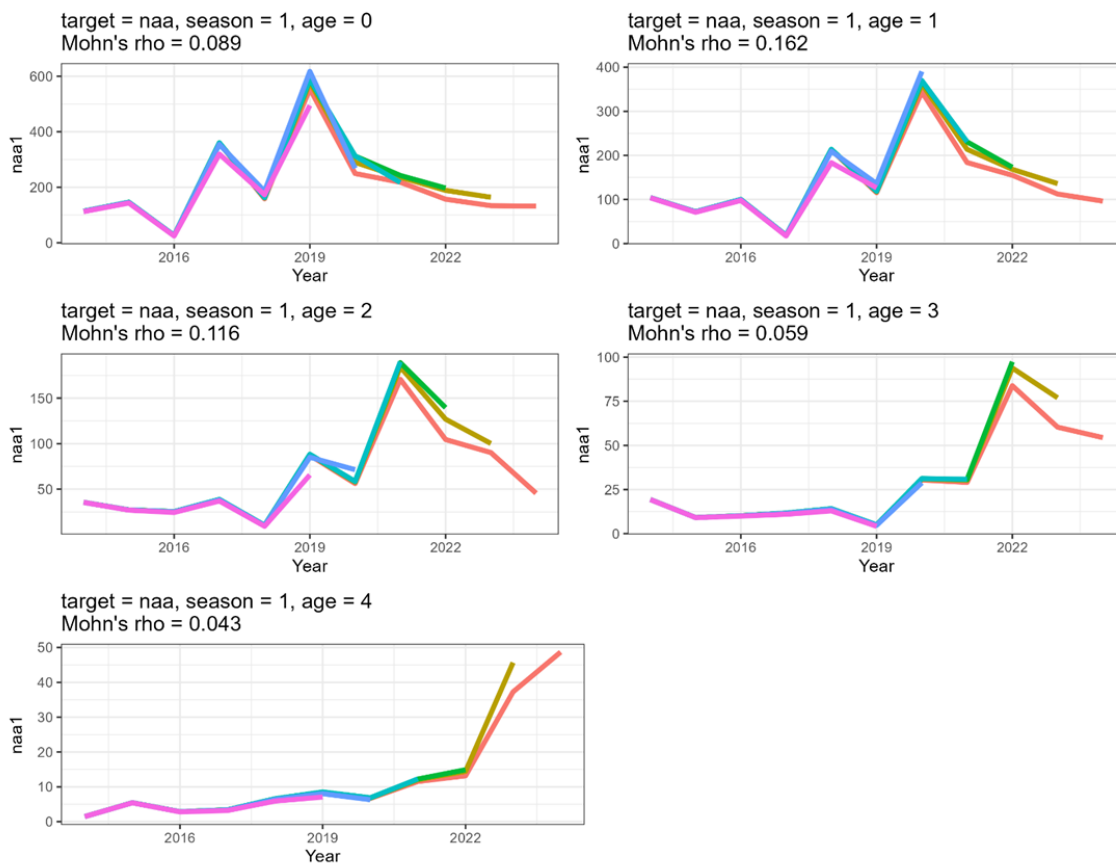 target = naa, season = 1, age = 0
Mohn's rho = 0.089
naa1
600
400
200
0
2016
2019
2022
Year
target = naa, season = 1, age = 1
Mohn's rho = 0.162
naa1
400
300
200
100
0
2016
2019
2022
Year
target = naa, season = 1, age = 2
Mohn's rho = 0.116
naa1
150
100
50
2016
2019
2022
Year
target = naa, season = 1, age = 3
Mohn's rho = 0.059
naa1
100
75
50
25
0
2016
2019
2022
Year
target = naa, season = 1, age = 4
Mohn's rho = 0.043
naa1
50
40
30
20
10
0
2016
2019
2022
Year